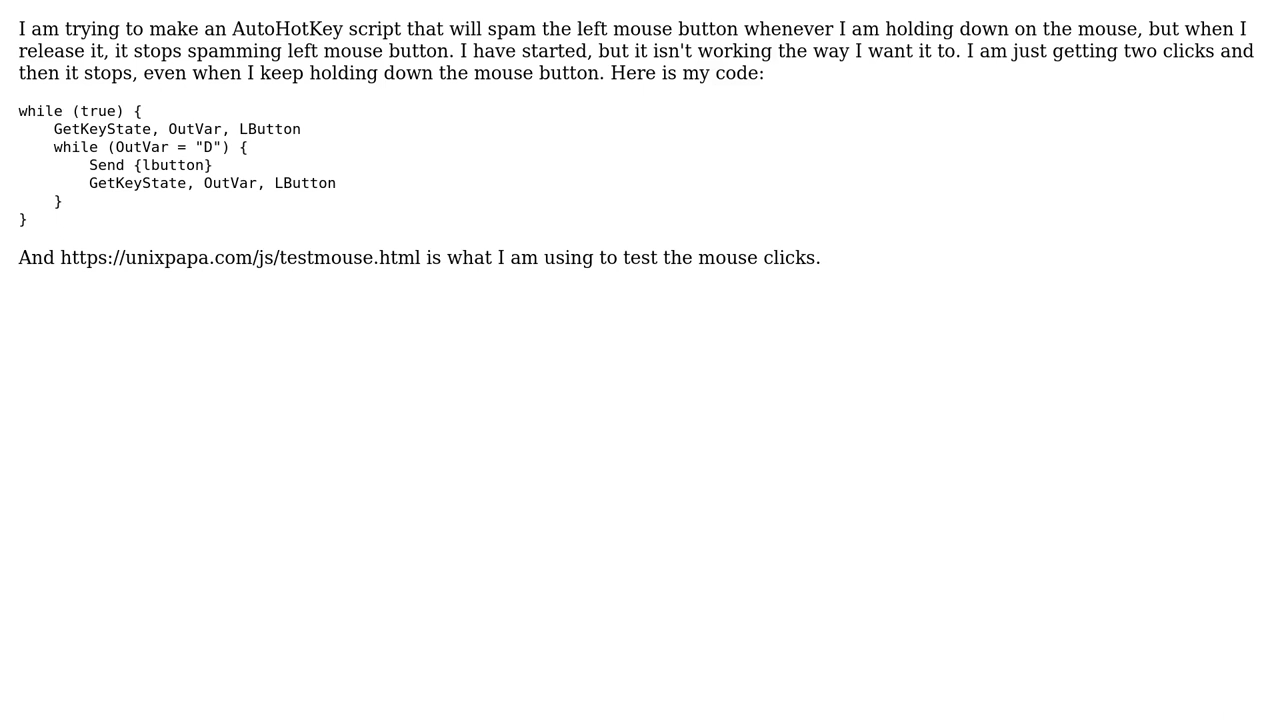 I am trying to make an AutoHotKey script that will spam the left mouse button whenever I am holding down on the mouse, but when I
release it, it stops spamming left mouse button. I have started, but it isn't working the way I want it to. I am just getting two clicks and
then it stops, even when I keep holding down the mouse button. Here is my code:
while (true) {
    GetKeyState, OutVar, LButton
    while (OutVar = "D") {
        Send {lbutton}
        GetKeyState, OutVar, LButton
    }
}
And https://unixpapa.com/js/testmouse.html is what I am using to test the mouse clicks.